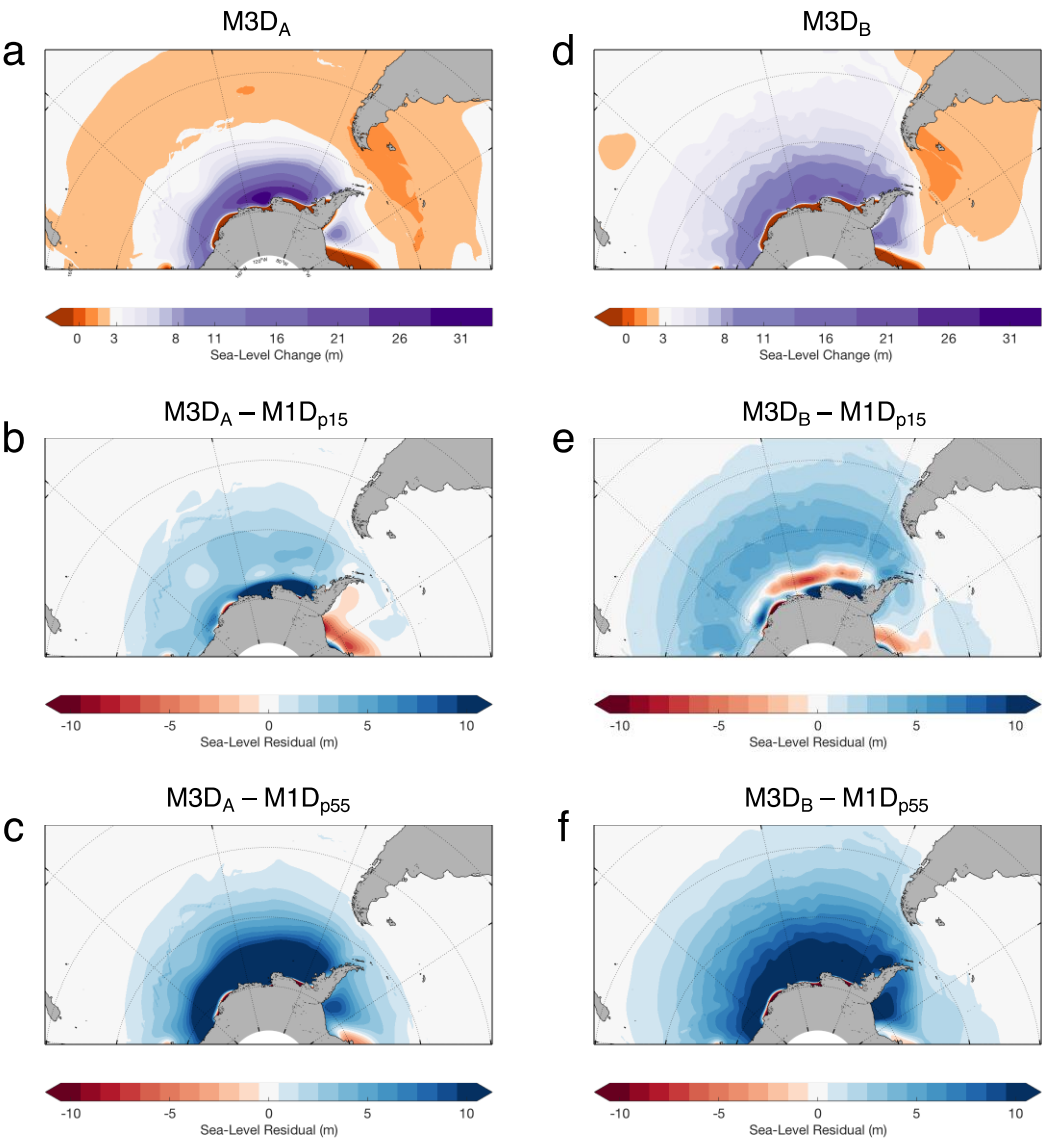 M3DA
M3DB
a
d
0 3 8 11 16 21 26 31
Sea-Level Change (m)
0 3 8 11 16 21 26 31
Sea-Level Change (m)
M3DA – M1Dp15
M3DB – M1Dp15
b
e
-10 -5 0 5 10
Sea-Level Residual (m)
-10 -5 0 5 10
Sea-Level Residual (m)
M3DA – M1Dp55
M3DB – M1Dp55
c
f
-10 -5 0 5 10
Sea-Level Residual (m)
-10 -5 0 5 10
Sea-Level Residual (m)